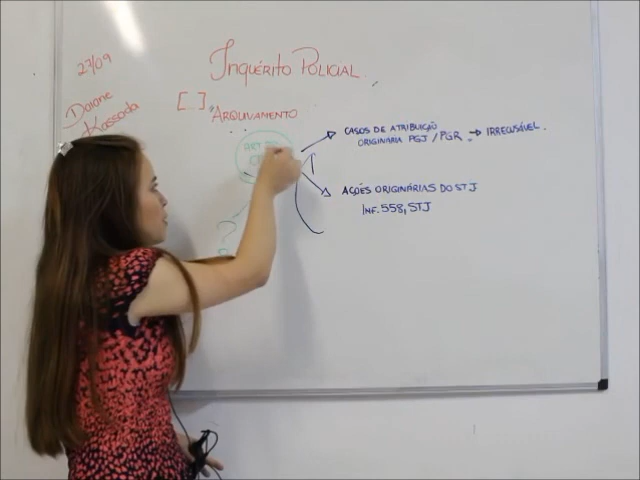 27/09
INQUÉRITO POLICIAL.
Daiane
Kassada
[ ]. ARQUIVAMENTO
ART
CASOS DE ATRIBUIÇÃO
ORIGINÁRIA PGJ / PGR. → IRRECUSÁVEL.
AÇÕES ORIGINÁRIAS DO STJ
INF. 558, STJ
?